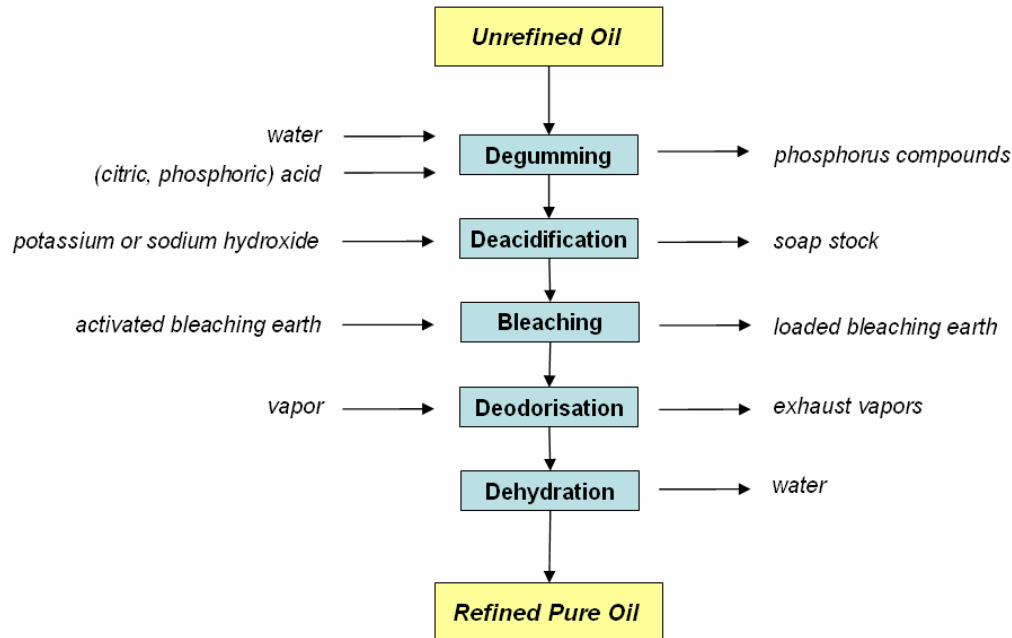 Unrefined Oil
water
(citric, phosphoric) acid
Degumming
phosphorus compounds
potassium or sodium hydroxide
Deacidification
soap stock
activated bleaching earth
Bleaching
loaded bleaching earth
vapor
Deodorisation
exhaust vapors
Dehydration
water
Refined Pure Oil